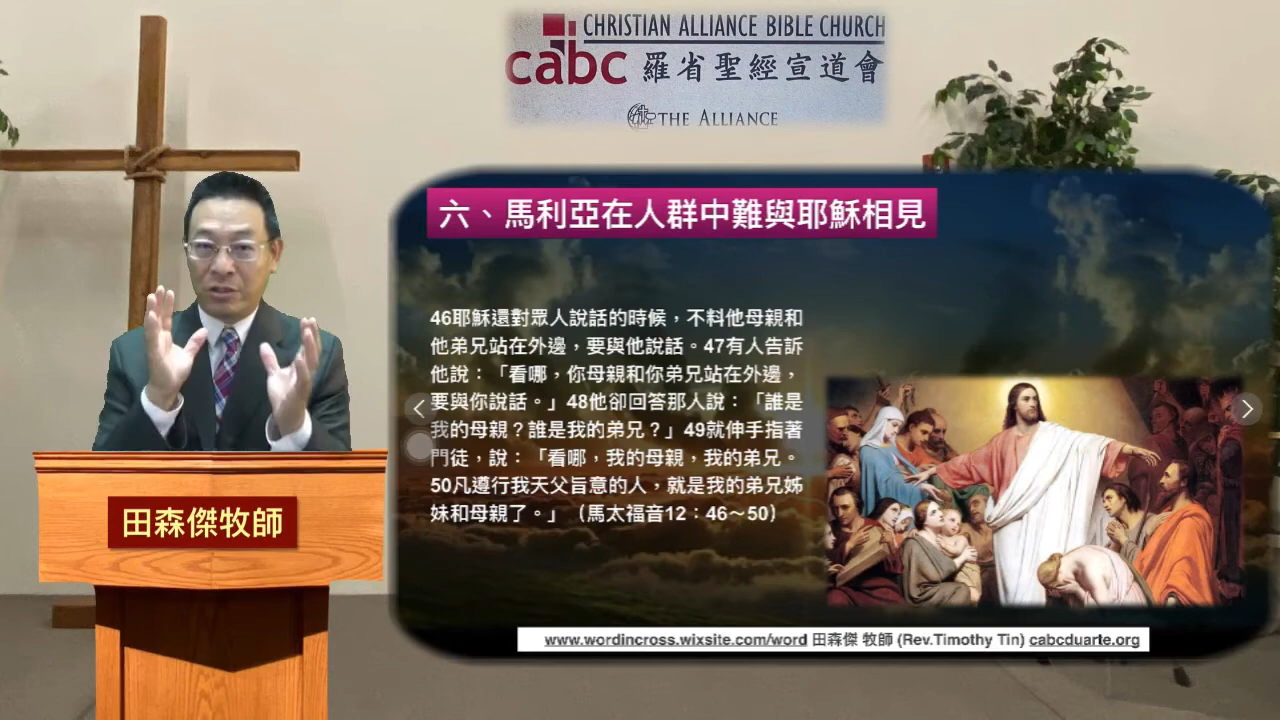 CHRISTIAN ALLIANCE BIBLE CHURCH
cabc 羅省聖經宣道會
THE ALLIANCE
六、馬利亞在人群中難與耶穌相見
46耶穌還對眾人說話的時候，不料他母親和
他弟兄站在外邊，要與他說話。47有人告訴
他說：「看哪，你母親和你弟兄站在外邊，
要與你說話。」48他卻回答那人說：「誰是
我的母親？誰是我的弟兄？」49就伸手指著
門徒，說：「看哪，我的母親，我的弟兄。
50凡遵行我天父旨意的人，就是我的弟兄姊
妹和母親了。」（馬太福音12：46～50）
田森傑牧師
www.wordincross.wixsite.com/word 田森傑 牧師 (Rev.Timothy Tin) cabcduarte.org